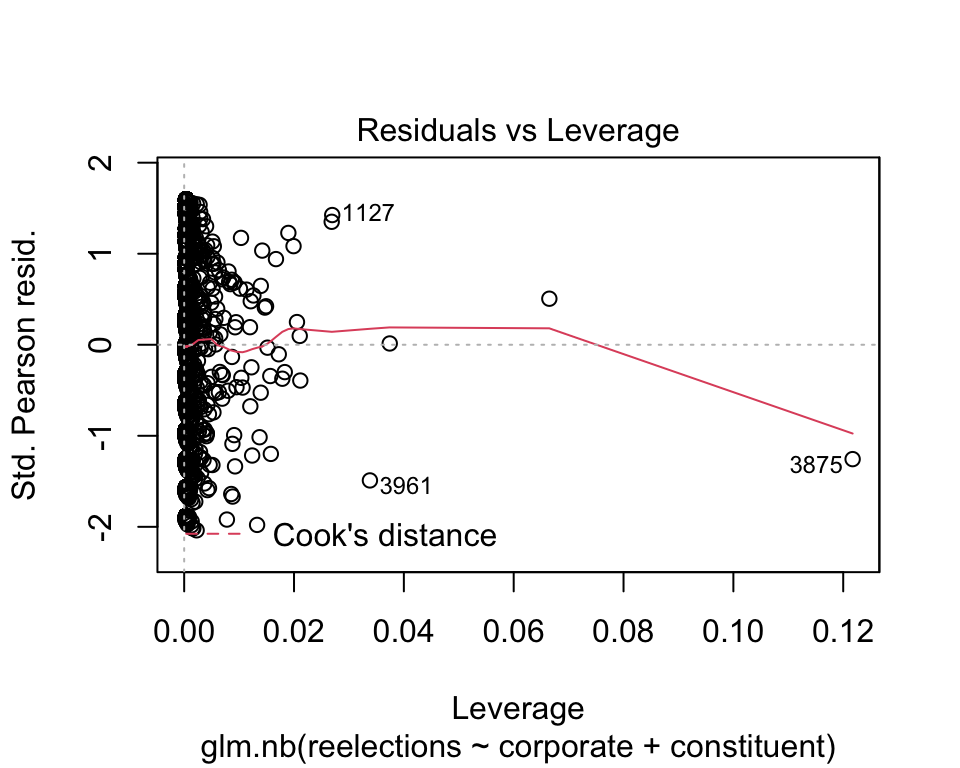 Residuals vs Leverage
Std. Pearson resid.
2
1
0
-1
-2
1127
3875
3961
Cook's distance
0.00 0.02 0.04 0.06 0.08 0.10 0.12
Leverage
glm.nb(reelections ~ corporate + constituent)